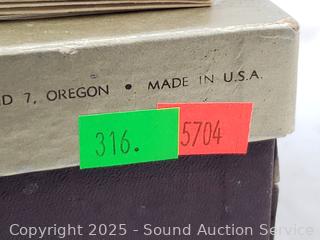 D 7, OREGON • MADE IN U.S.A.
316.
5704
Copyright © 2025 - Sound Auction Service